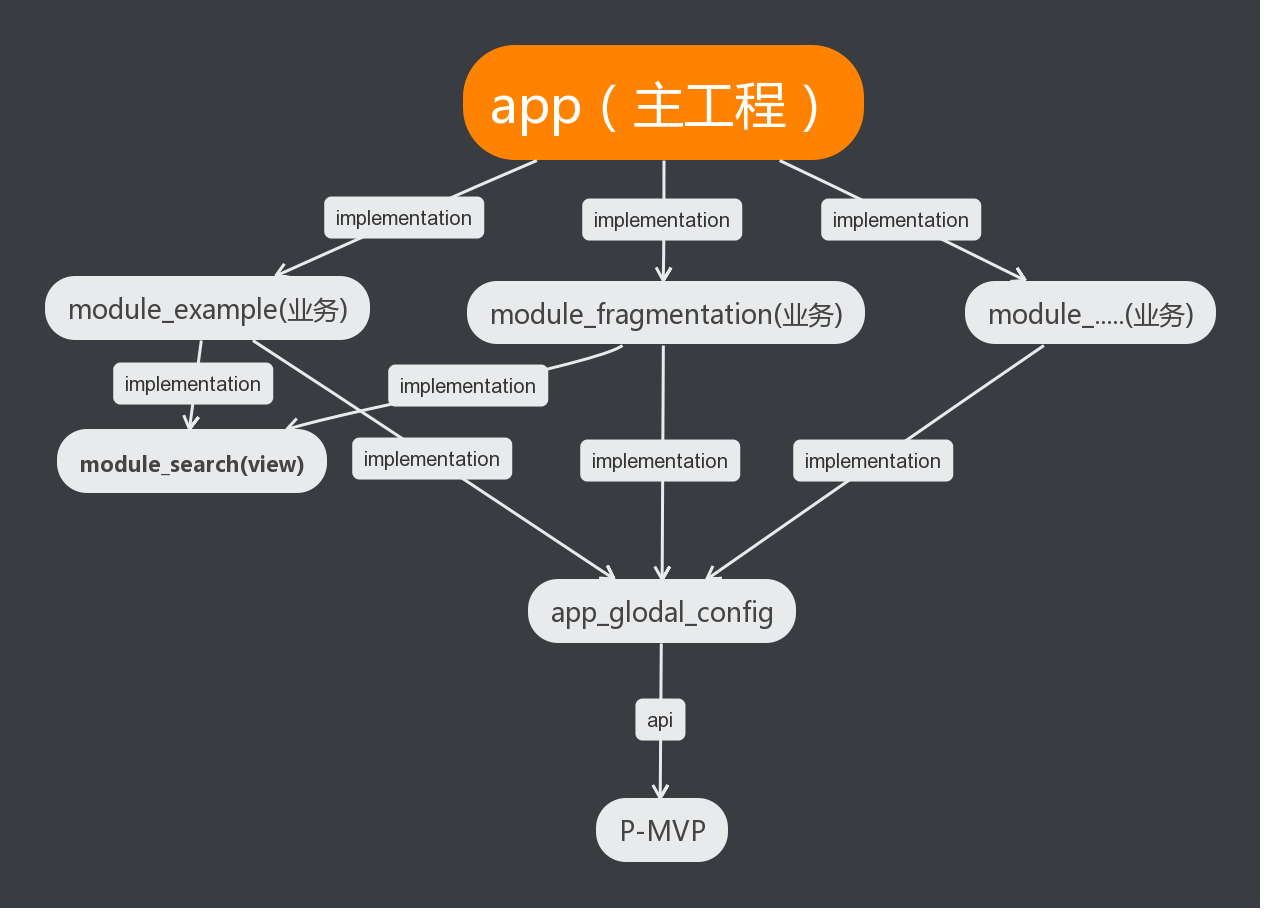 app（主工程）
implementation
implementation
implementation
module_example(业务)
module_fragmentation(业务)
module_.....(业务)
implementation
implementation
module_search(view)
implementation
implementation
implementation
app_glodal_config
api
P-MVP